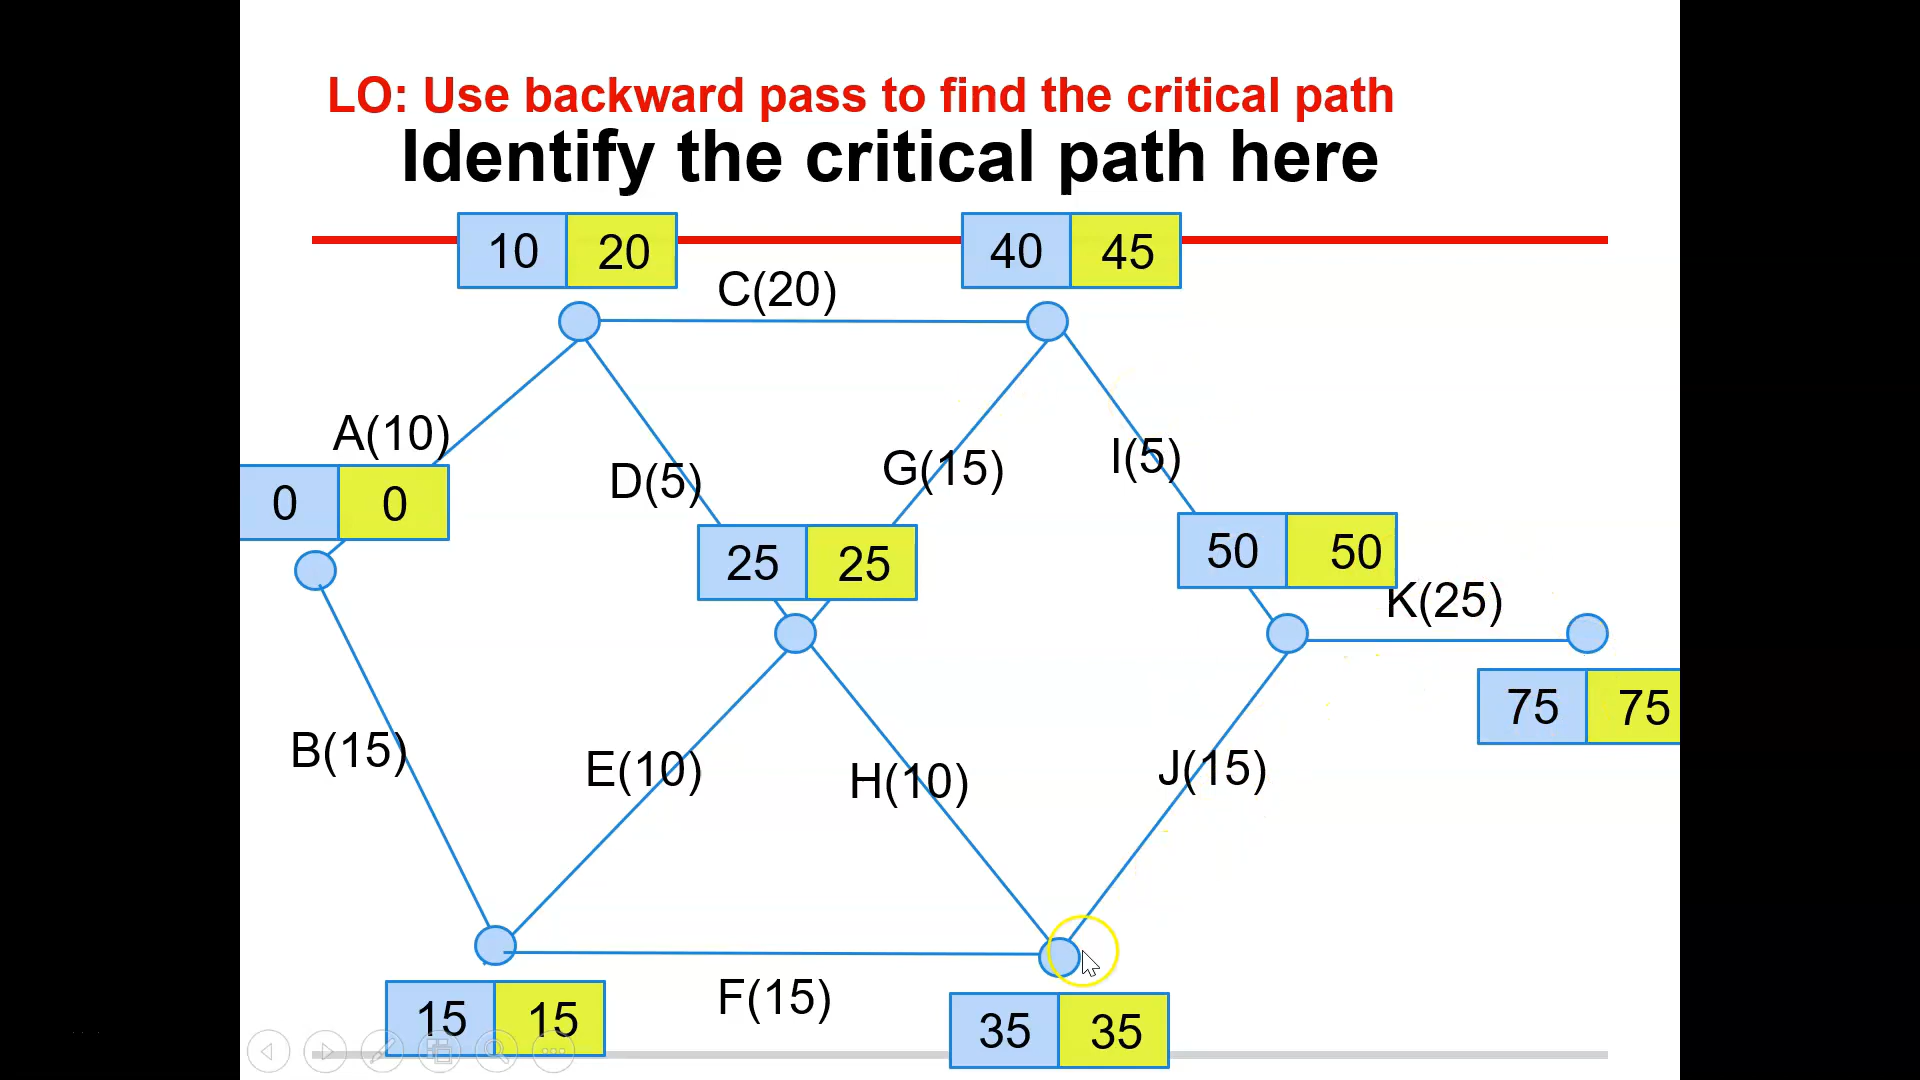 LO: Use backward pass to find the critical path
Identify the critical path here
10 20
40 45
C(20)
A(10)
D(5)
G(15)
I(5)
0 0
25 25
50 50
K(25)
75 75
B(15)
E(10)
H(10)
J(15)
F(15)
15 15
35 35